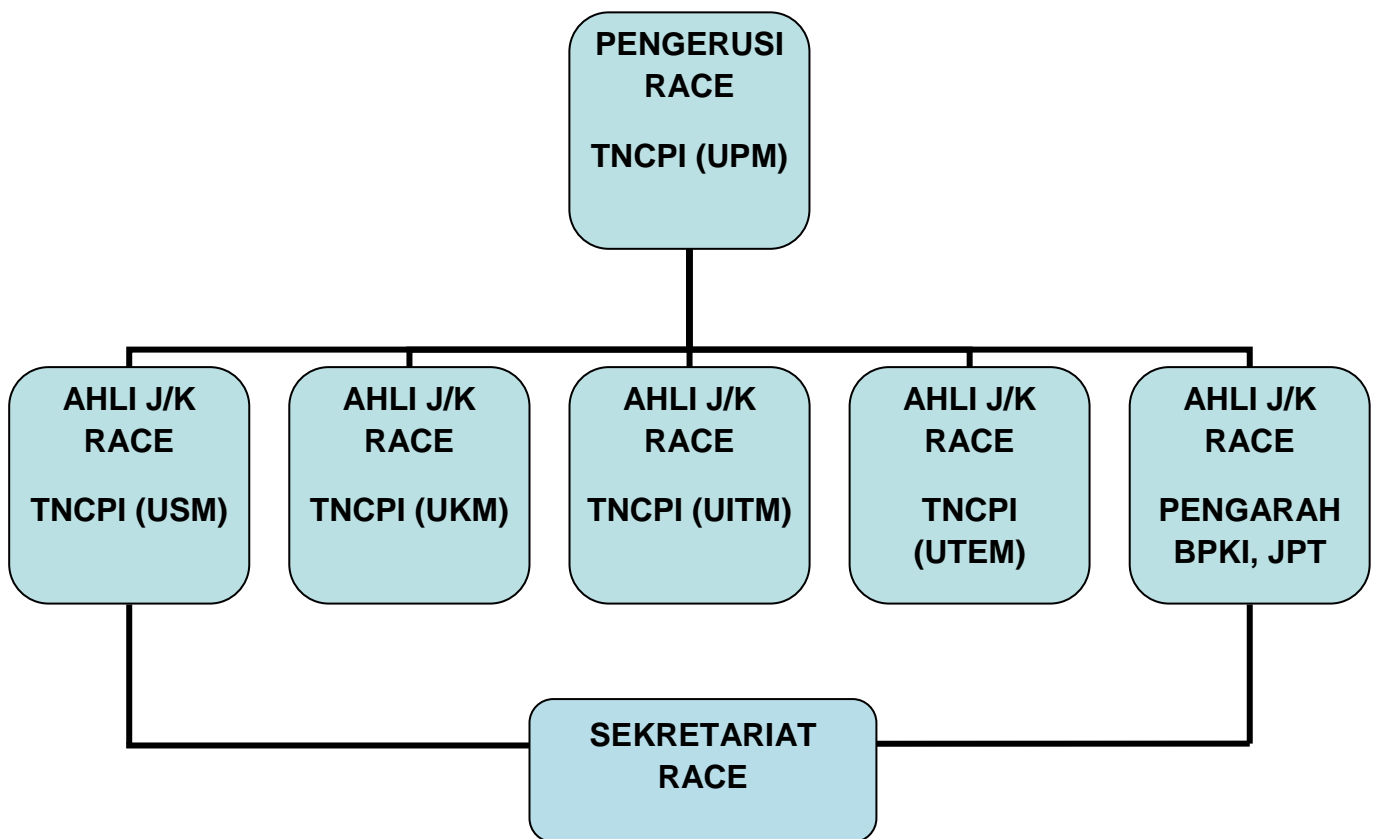 PENGERUSI
RACE
TNCPI (UPM)
AHLI J/K
RACE
TNCPI (USM)
AHLI J/K
RACE
TNCPI (UKM)
AHLI J/K
RACE
TNCPI (UITM)
AHLI J/K
RACE
TNCPI
(UTEM)
AHLI J/K
RACE
PENGARAH
BPKI, JPT
SEKRETARIAT
RACE